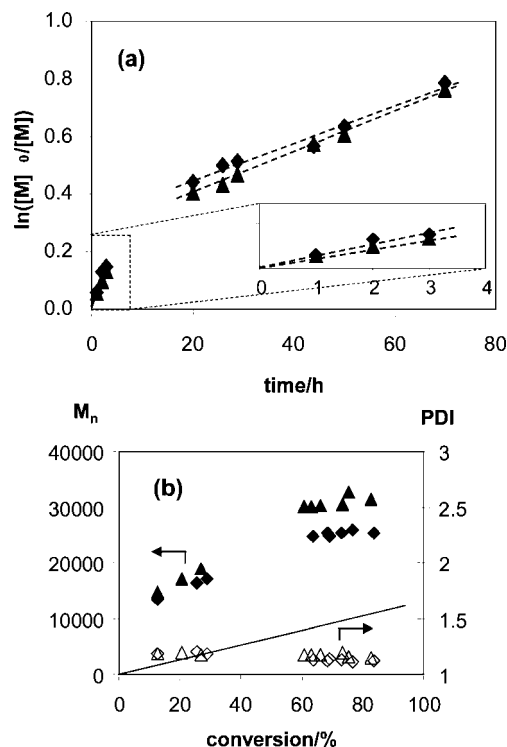 (a)
1.0
0.8
0.6
0.4
0.2
0.0
ln([M]0/[M])
0 1 2 3 4
0 20 40 60 80
time/h
Mn PDI
(b)
40000 3
30000 2.5
20000 2
10000 1.5
0 1
0 20 40 60 80 100
conversion/%